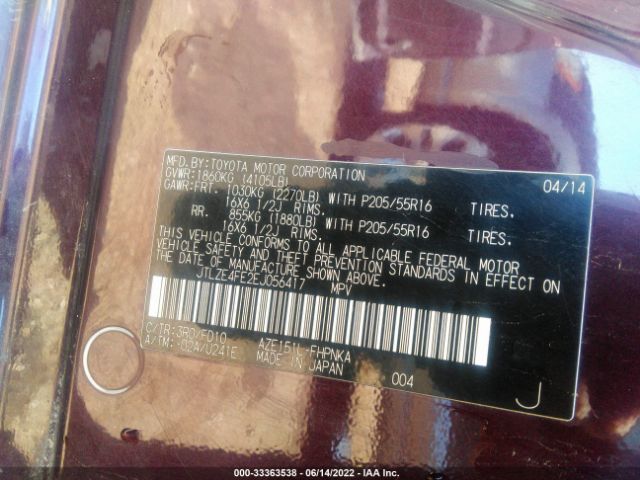 MFD. BY: TOYOTA MOTOR CORPORATION 04/14
GVWR: 1860KG (4105LB)
GAWR: FRT. 1030KG (2270LB) WITH P205/55R16 TIRES.
16X6 1/2J RIMS.
RR. 855KG (1880LB) WITH P205/55R16 TIRES.
16X6 1/2J RIMS.
THIS VEHICLE CONFORMS TO ALL APPLICABLE FEDERAL MOTOR
VEHICLE SAFETY AND THEFT PREVENTION STANDARDS IN EFFECT ON
THE DATE OF MANUFACTURE SHOWN ABOVE.
JTLZE4FE2EJ056417 MPV
C/TR: 3R0/FD10 AZE151L-FHPNKA
A/TM: -02A/U241E MADE IN JAPAN 004 J
000-33363538 - 06/14/2022 - IAA Inc.